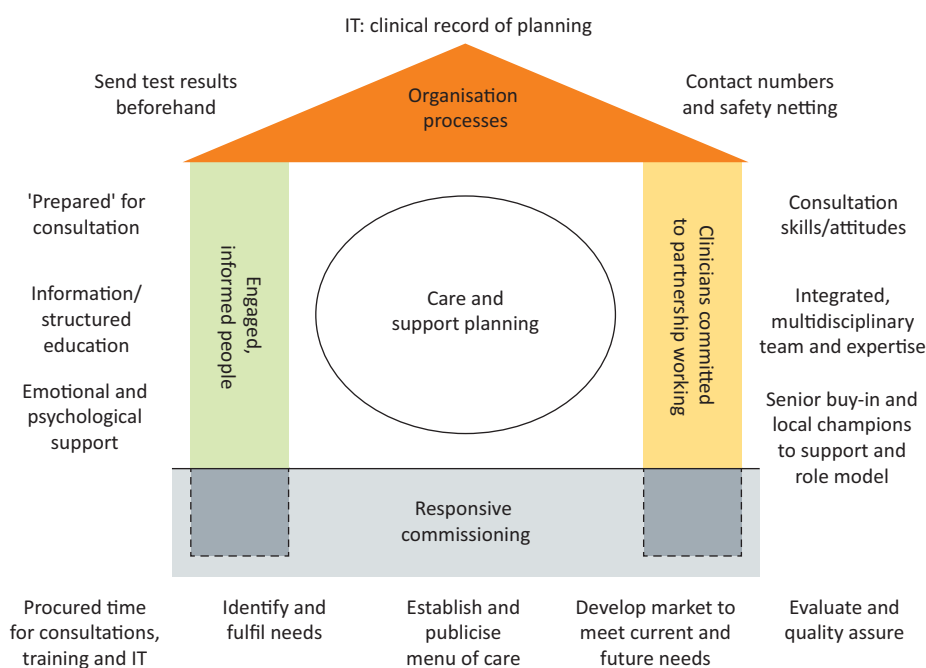 IT: clinical record of planning
Send test results
beforehand
Contact numbers
and safety netting
Organisation
processes
'Prepared' for
consultation
Information/
structured
education
Emotional and
psychological
support
Engaged,
informed people
Care and
support planning
Clinicians committed
to partnership working
Consultation
skills/attitudes
Integrated,
multidisciplinary
team and expertise
Senior buy-in and
local champions
to support and
role model
Responsive
commissioning
Procured time
for consultations,
training and IT
Identify and
fulfil needs
Establish and
publicise
menu of care
Develop market to
meet current and
future needs
Evaluate and
quality assure